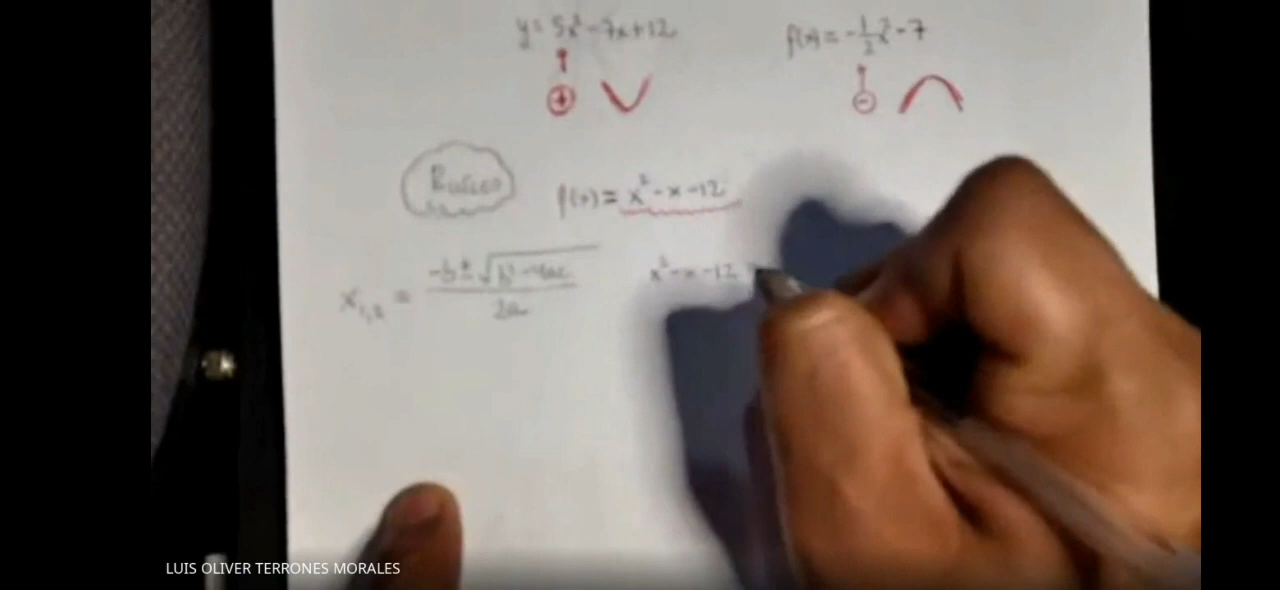 y = 5x² - 7x + 12
f(x) = -1/2 x² - 7
+
-
Raíces
f(x) = x² - x - 12
x₁,₂ = -b ± √b² - 4ac / 2a
x² - x - 12
LUIS OLIVER TERRONES MORALES